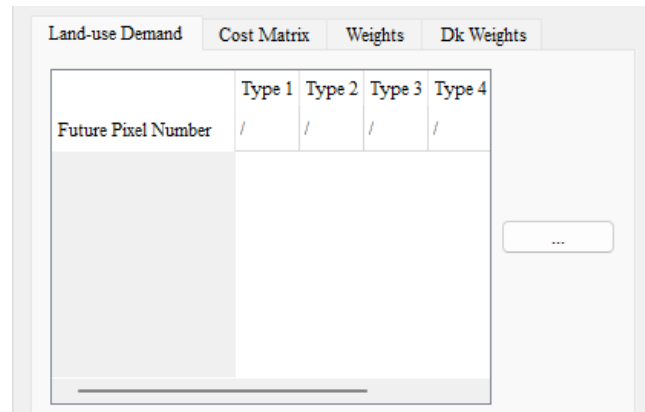 Land-use Demand Cost Matrix Weights Dk Weights
Type 1 Type 2 Type 3 Type 4
Future Pixel Number / / / /
...